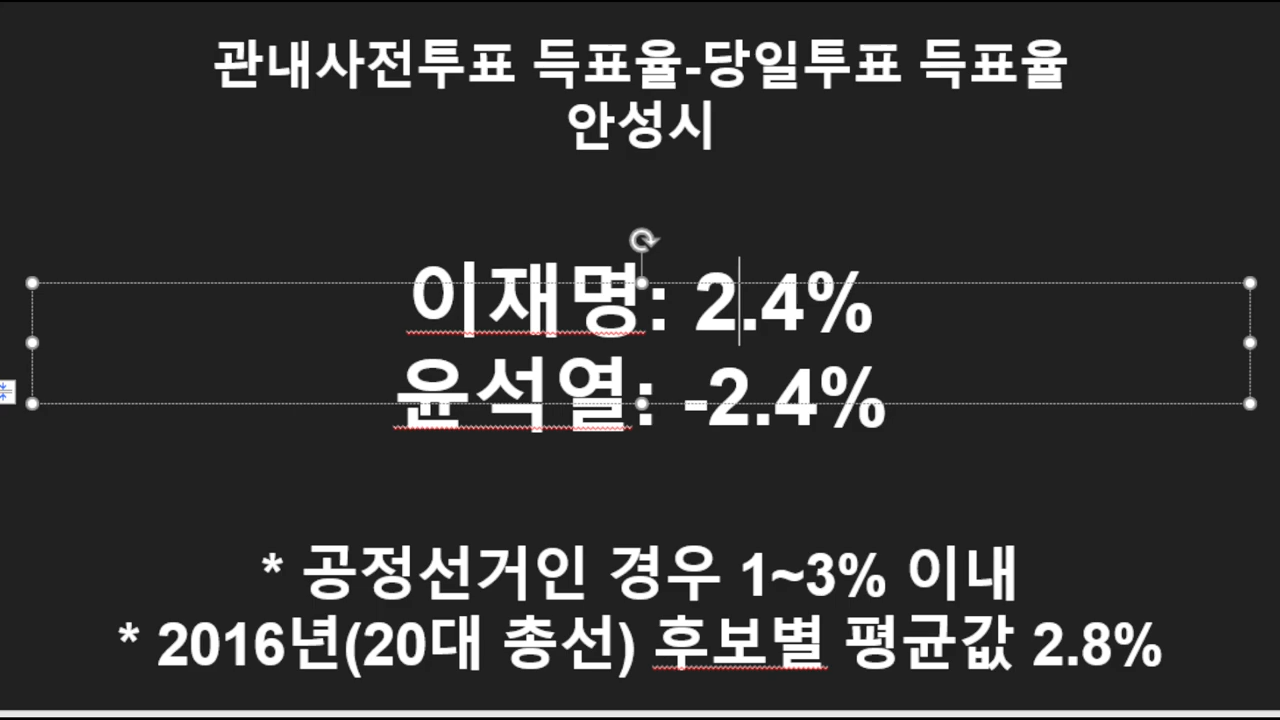 관내사전투표 득표율-당일투표 득표율
안성시
이재명: 2.4%
윤석열: -2.4%
* 공정선거인 경우 1~3% 이내
* 2016년(20대 총선) 후보별 평균값 2.8%